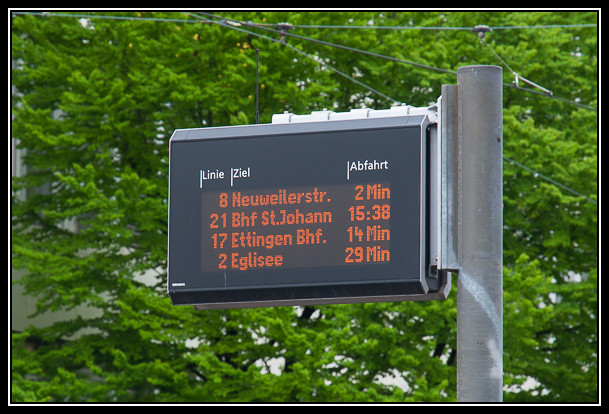 Linie Ziel Abfahrt
8 Neuweilerstr. 2 Min
21 Bhf St.Johann 15:38
17 Ettingen Bhf. 14 Min
2 Eglisee 29 Min
SIEMENS